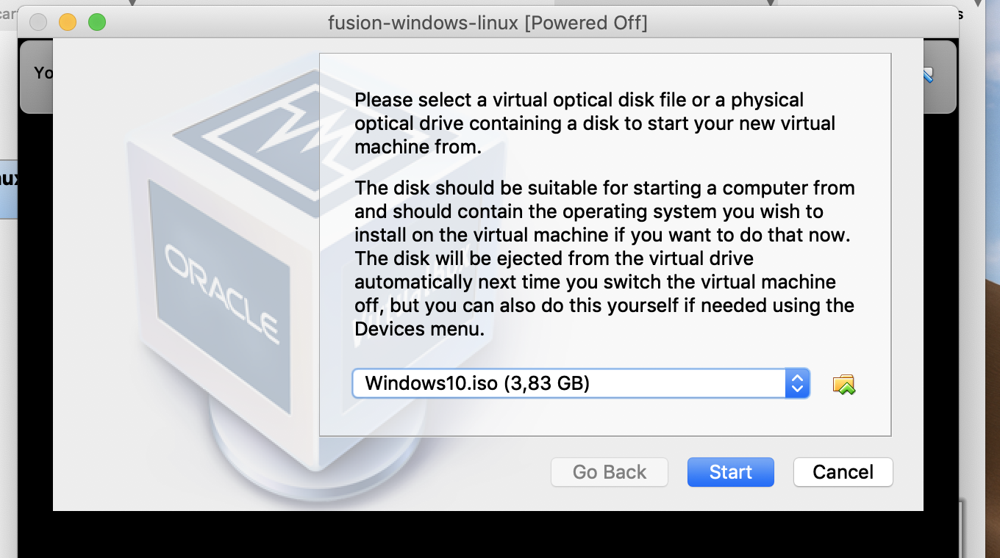 fusion-windows-linux [Powered Off]
Yo
Please select a virtual optical disk file or a physical
optical drive containing a disk to start your new virtual
machine from.
The disk should be suitable for starting a computer from
and should contain the operating system you wish to
install on the virtual machine if you want to do that now.
The disk will be ejected from the virtual drive
automatically next time you switch the virtual machine
off, but you can also do this yourself if needed using the
Devices menu.
ORACLE
VirtualBox
Windows10.iso (3,83 GB)
Go Back
Start
Cancel